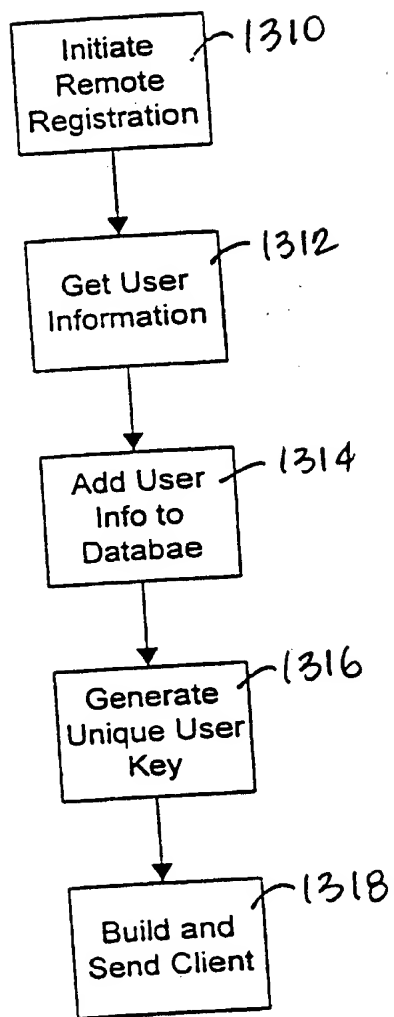 Initiate
Remote
Registration
1310
Get User
Information
1312
Add User
Info to
Databae
1314
Generate
Unique User
Key
1316
Build and
Send Client
1318